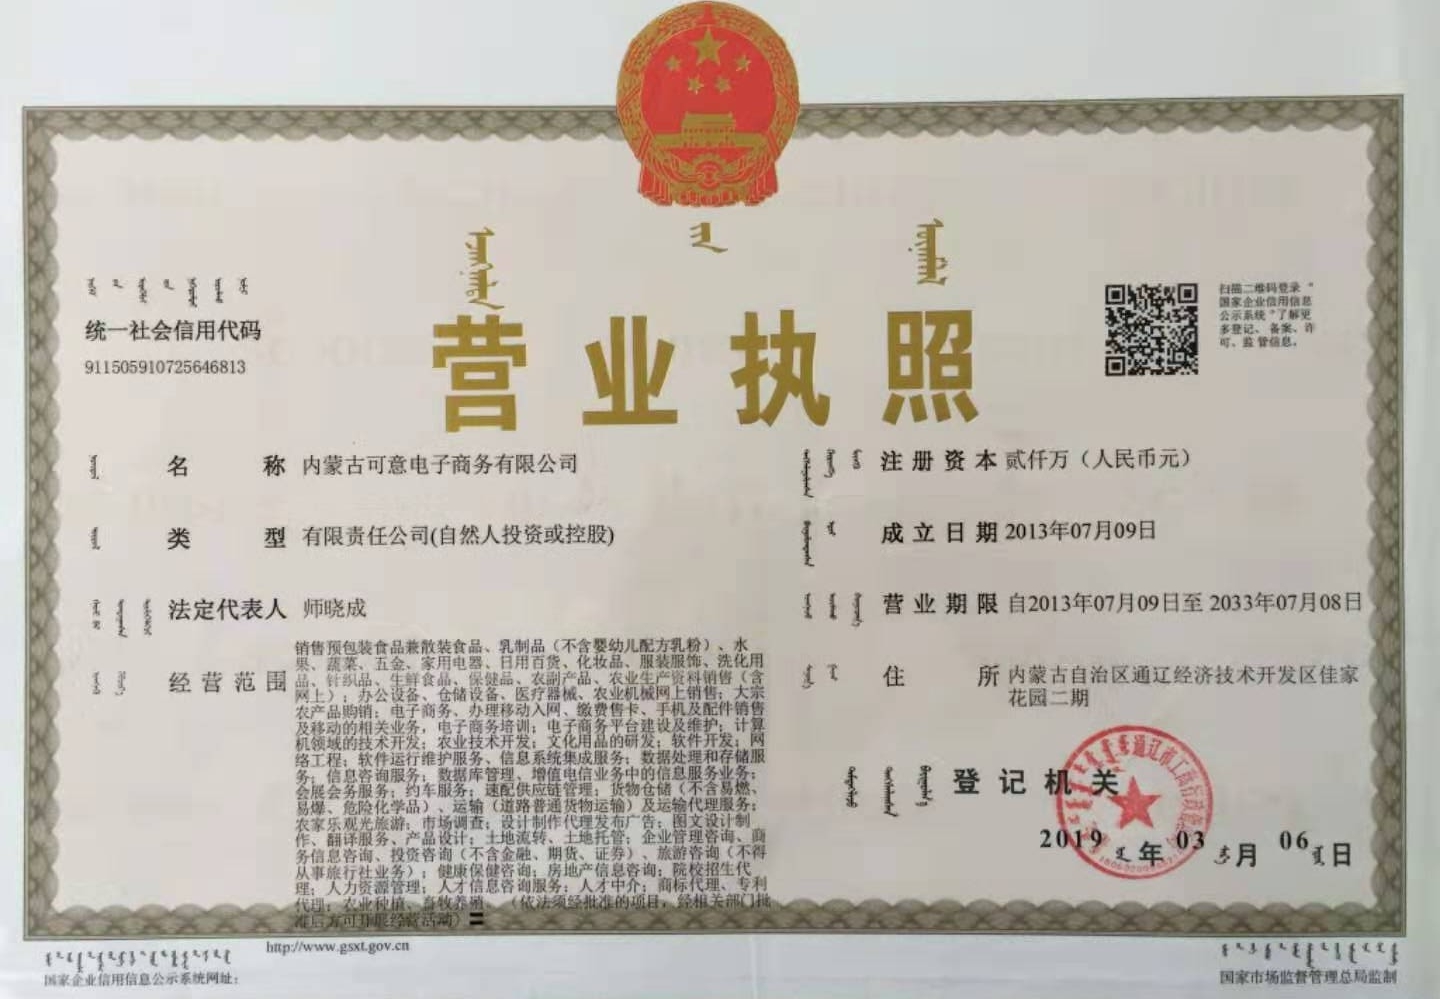 统一社会信用代码
911505910725646813
营业执照
扫描二维码登录“
国家企业信用信息
公示系统”了解更
多登记、备案、许
可、监管信息。
名称 内蒙古可意电子商务有限公司
类型 有限责任公司(自然人投资或控股)
法定代表人 师晓成
经营范围
销售预包装食品兼散装食品、乳制品（不含婴幼儿配方乳粉）、水
果、蔬菜、五金、家用电器、日用百货、化妆品、服装服饰、洗化用
品、针织品、生鲜食品、保健品、农副产品、农业生产资料销售（含
网上）；办公设备、仓储设备、医疗器械、农业机械网上销售；大宗
农产品购销；电子商务、办理移动入网、缴费售卡、手机及配件销售
及移动的相关业务，电子商务培训；电子商务平台建设及维护；计算
机领域的技术开发；农业技术开发；文化用品的研发；软件开发；网
络工程；软件运行维护服务、信息系统集成服务；数据处理和存储服
务；信息咨询服务；数据库管理、增值电信业务中的信息服务业务；
会展会务服务；约车服务；速配供应链管理；货物仓储（不含易燃、
易爆、危险化学品）、运输（道路普通货物运输）及运输代理服务；
农家乐观光旅游；市场调查；设计制作代理发布广告；图文设计制
作、翻译服务、产品设计；土地流转、土地托管；企业管理咨询、商
务信息咨询、投资咨询（不含金融、期货、证券）、旅游咨询（不得
从事旅行社业务）；健康保健咨询；房地产信息咨询；院校招生代
理；人力资源管理；人才信息咨询服务；人才中介；商标代理、专利
代理；农业种植、畜牧养殖。（依法须经批准的项目，经相关部门批
准后方可开展经营活动）
注册资本 贰仟万（人民币元）
成立日期 2013年07月09日
营业期限 自2013年07月09日至 2033年07月08日
住所 内蒙古自治区通辽经济技术开发区佳家
花园二期
登记机关
2019年03月06日
国家企业信用信息公示系统网址：
http://www.gsxt.gov.cn
国家市场监督管理总局监制